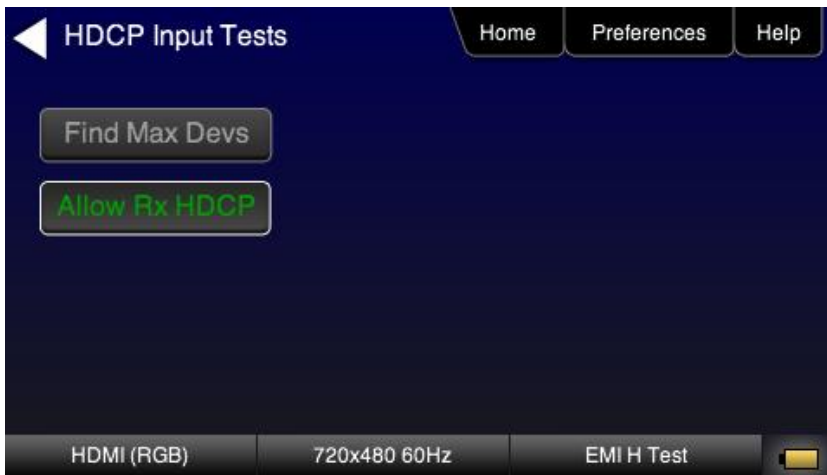 HDCP Input Tests
Home
Preferences
Help
Find Max Devs
Allow Rx HDCP
HDMI (RGB)
720x480 60Hz
EMI H Test